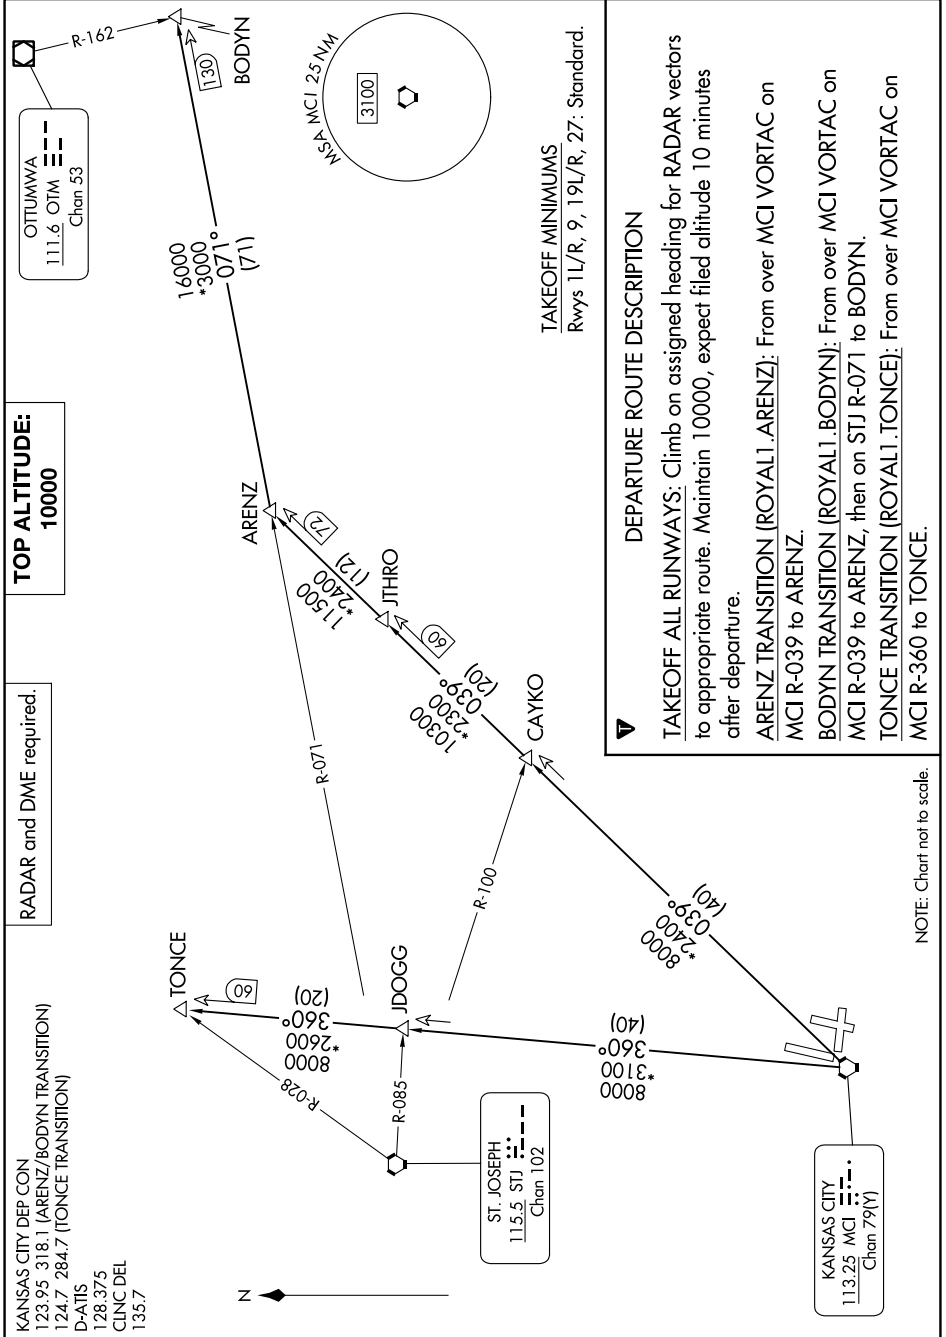 KANSAS CITY DEP CON
123.95 318.1 (ARENZ/BODYN TRANSITION)
124.7 284.7 (TONCE TRANSITION)
D-ATIS
128.375
CLNC DEL
135.7
RADAR and DME required.
TOP ALTITUDE:
10000
OTTUMWA
111.6 OTM
Chan 53
R-162
BODYN
130
16000
*3000
071°
(71)
MSA MCI 25 NM
3100
TAKEOFF MINIMUMS
Rwys 1L/R, 9, 19L/R, 27: Standard.
ARENZ
72
11500
*2400
(12)
JTHRO
60
10300
*2300
039°
(20)
CAYKO
R-071
R-100
8000
*2400
039°
(40)
TONCE
60
8000
*2600
360°
(20)
JDOGG
R-028
R-085
8000
*3100
360°
(40)
N
ST. JOSEPH
115.5 STJ
Chan 102
KANSAS CITY
113.25 MCI
Chan 79(Y)
NOTE: Chart not to scale.
T
DEPARTURE ROUTE DESCRIPTION
TAKEOFF ALL RUNWAYS: Climb on assigned heading for RADAR vectors
to appropriate route. Maintain 10000, expect filed altitude 10 minutes
after departure.
ARENZ TRANSITION (ROYAL1.ARENZ): From over MCI VORTAC on
MCI R-039 to ARENZ.
BODYN TRANSITION (ROYAL1.BODYN): From over MCI VORTAC on
MCI R-039 to ARENZ, then on STJ R-071 to BODYN.
TONCE TRANSITION (ROYAL1.TONCE): From over MCI VORTAC on
MCI R-360 to TONCE.